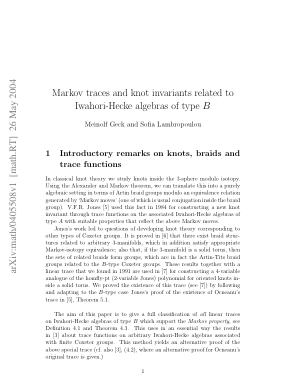 arXiv:math/0405508v1 [math.RT] 26 May 2004
Markov traces and knot invariants related to
Iwahori-Hecke algebras of type B
Meinolf Geck and Sofia Lambropoulou
1 Introductory remarks on knots, braids and
trace functions
In classical knot theory we study knots inside the 3-sphere modulo isotopy.
Using the Alexander and Markov theorem, we can translate this into a purely
algebraic setting in terms of Artin braid groups modulo an equivalence relation
generated by 'Markov moves' (one of which is usual conjugation inside the braid
group). V.F.R. Jones [5] used this fact in 1984 for constructing a new knot
invariant through trace functions on the associated Iwahori-Hecke algebras of
type A with suitable properties that reflect the above Markov moves.
Jones's work led to questions of developing knot theory corresponding to
other types of Coxeter groups. It is proved in [6] that there exist braid struc-
tures related to arbitrary 3-manifolds, which in addition satisfy appropriate
Markov-isotopy equivalence; also that, if the 3-manifold is a solid torus, then
the sets of related braids form groups, which are in fact the Artin-Tits braid
groups related to the B-type Coxeter groups. These results together with a
linear trace that we found in 1991 are used in [7] for constructing a 4-variable
analogue of the homfly-pt (2-variable Jones) polynomial for oriented knots in-
side a solid torus. We proved the existence of this trace (see [7]) by following
and adapting to the B-type case Jones's proof of the existence of Ocneanu's
trace in [5], Theorem 5.1.
The aim of this paper is to give a full classification of all linear traces
on Iwahori-Hecke algebras of type B which support the Markov property, see
Definition 4.1 and Theorem 4.3. This uses in an essential way the results
in [3] about trace functions on arbitrary Iwahori-Hecke algebras associated
with finite Coxeter groups. This method yields an alternative proof of the
above special trace (cf. also [3], (4.2), where an alternative proof for Ocneanu's
original trace is given.)
1